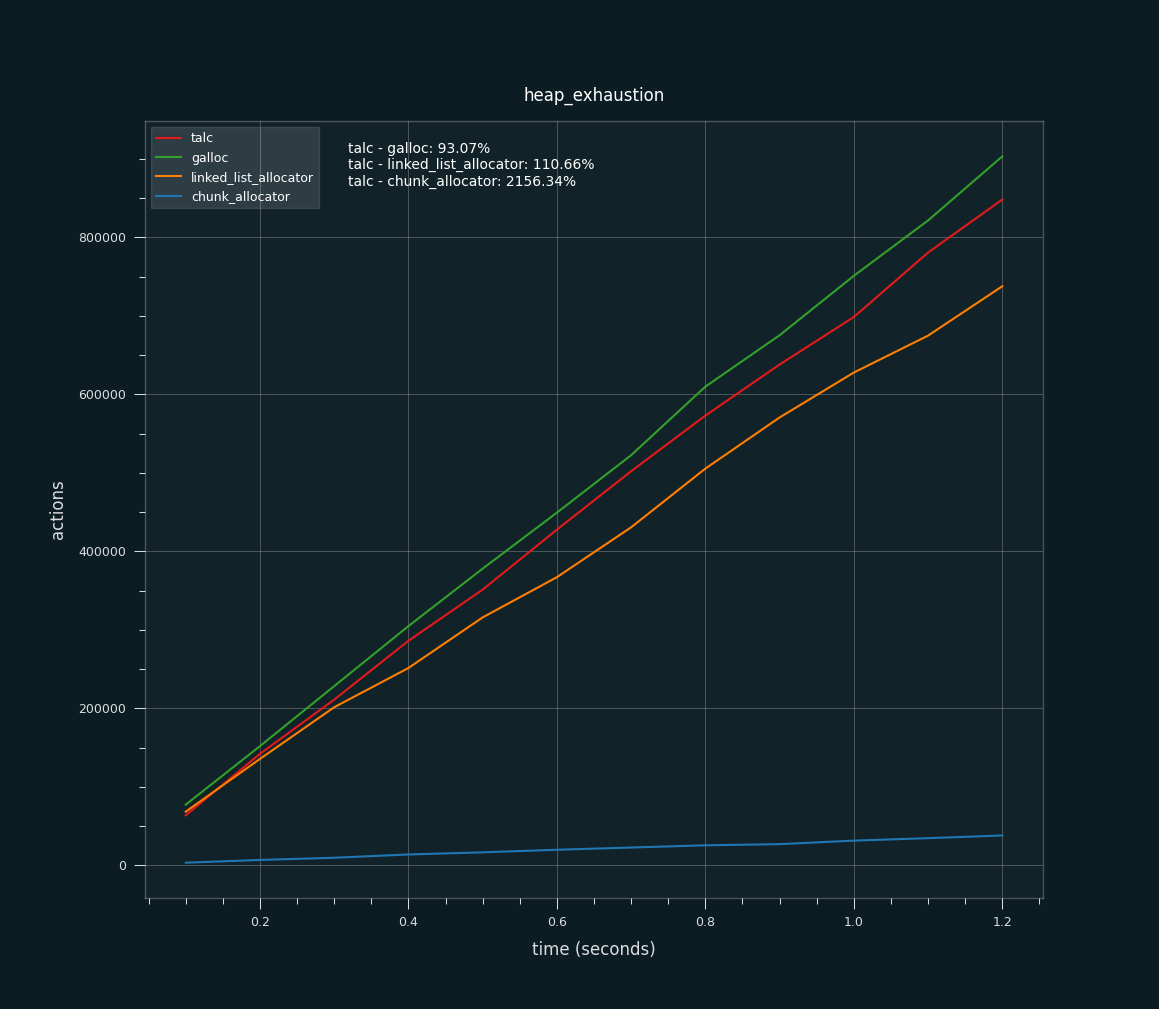 heap_exhaustion
talc
galloc
linked_list_allocator
chunk_allocator
talc - galloc: 93.07%
talc - linked_list_allocator: 110.66%
talc - chunk_allocator: 2156.34%
800000
600000
400000
200000
0
actions
0.2 0.4 0.6 0.8 1.0 1.2
time (seconds)